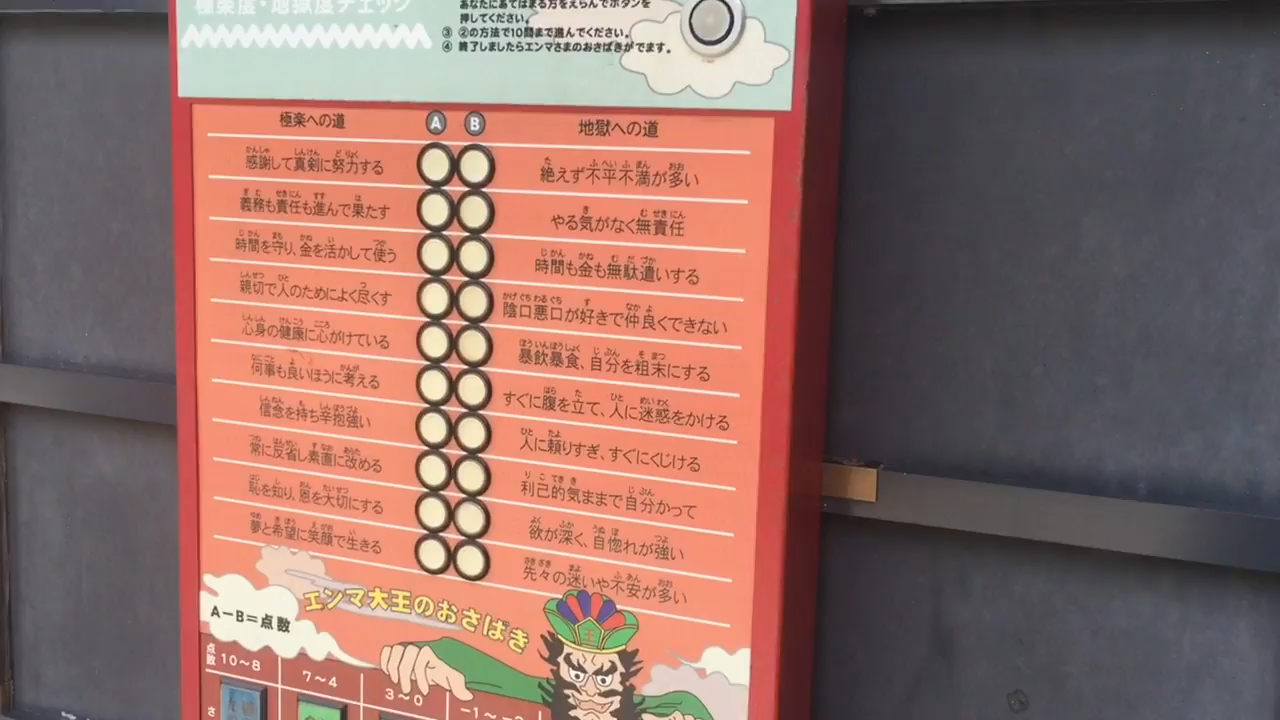 極楽度・地獄度チェック
あなたにあてはまる方をえらんでボタンを
押してください。
③ ②の方法で10問まで進んでください。
④ 終了しましたらエンマさまのおさばきがでます。
極楽への道 A B 地獄への道
感謝して真剣に努力する 絶えず不平不満が多い
義務も責任も進んで果たす やる気がなく無責任
時間を守り、金を活かして使う 時間も金も無駄遣いする
親切で人のためによく尽くす 陰口悪口が好きで仲良くできない
心身の健康に心がけている 暴飲暴食、自分を粗末にする
何事も良いほうに考える すぐに腹を立て、人に迷惑をかける
信念を持ち辛抱強い 人に頼りすぎ、すぐにくじける
常に反省し素直に改める 利己的気ままで自分かって
恥を知り、恩を大切にする 欲が深く、自惚れが強い
夢と希望に笑顔で生きる 先々の迷いや不安が多い
エンマ大王のおさばき
A－B＝点数
点数 10～8 7～4 3～0
王